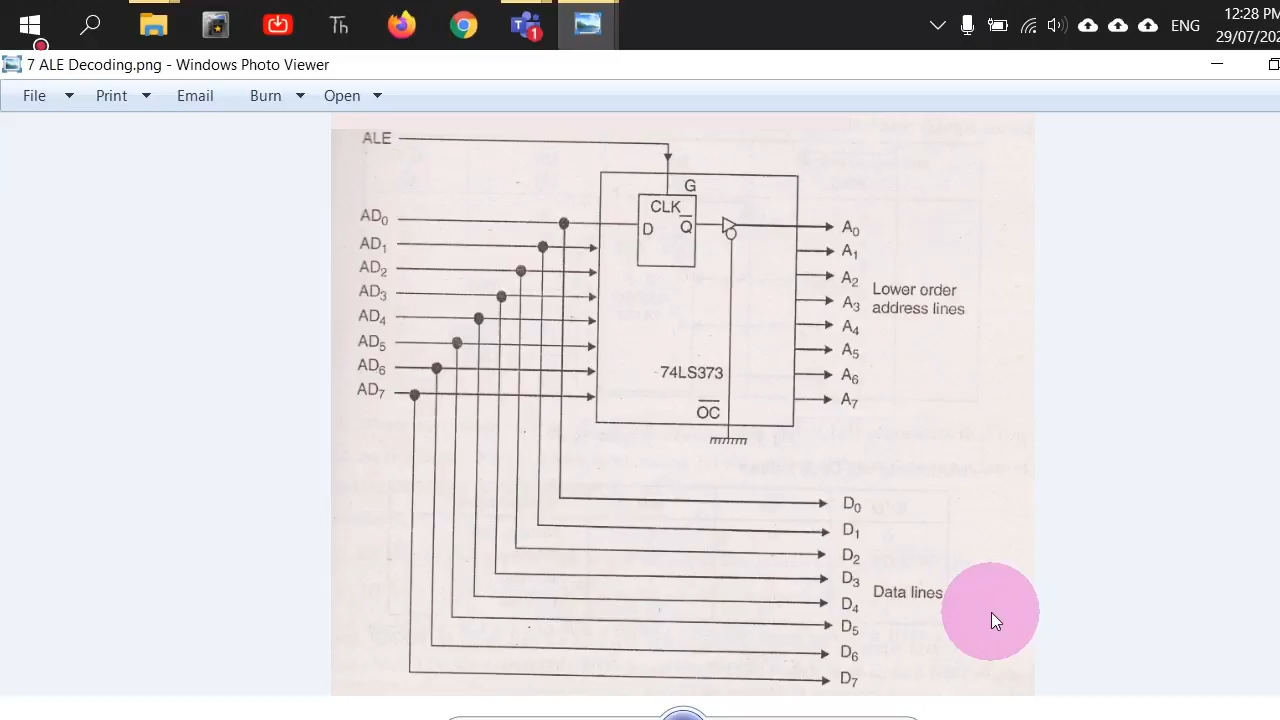 Th
1
ENG
12:28 PM
29/07/202
7 ALE Decoding.png - Windows Photo Viewer
File
Print
Email
Burn
Open
ALE
G
CLK
D
Q̅
AD₀
AD₁
AD₂
AD₃
AD₄
AD₅
AD₆
AD₇
A₀
A₁
A₂
A₃
A₄
A₅
A₆
A₇
Lower order
address lines
74LS373
O̅C̅
D₀
D₁
D₂
D₃
D₄
D₅
D₆
D₇
Data lines